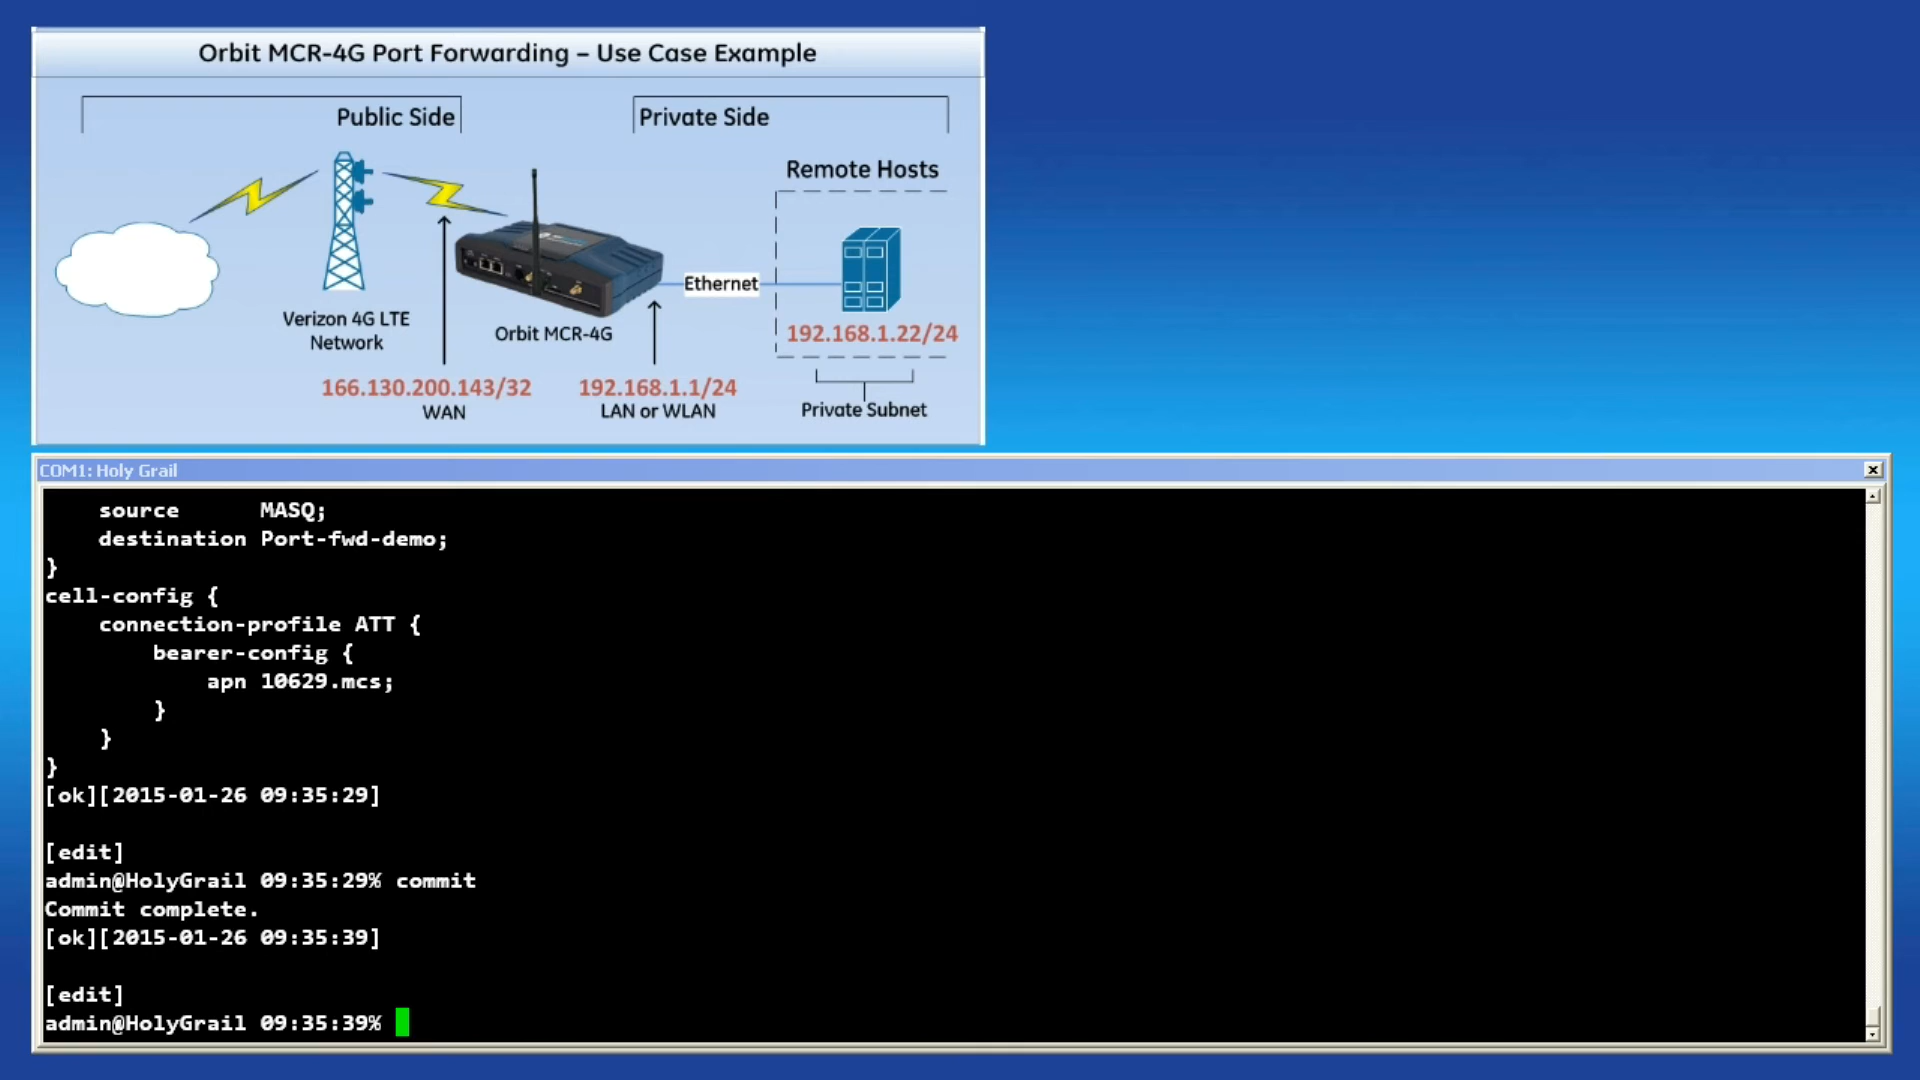 Orbit MCR-4G Port Forwarding – Use Case Example
Public Side
Private Side
Remote Hosts
Ethernet
Verizon 4G LTE
Network
Orbit MCR-4G
192.168.1.22/24
166.130.200.143/32
WAN
192.168.1.1/24
LAN or WLAN
Private Subnet
COM1: Holy Grail
source MASQ;
destination Port-fwd-demo;
}
cell-config {
connection-profile ATT {
bearer-config {
apn 10629.mcs;
}
}
}
[ok][2015-01-26 09:35:29]
[edit]
admin@HolyGrail 09:35:29% commit
Commit complete.
[ok][2015-01-26 09:35:39]
[edit]
admin@HolyGrail 09:35:39%